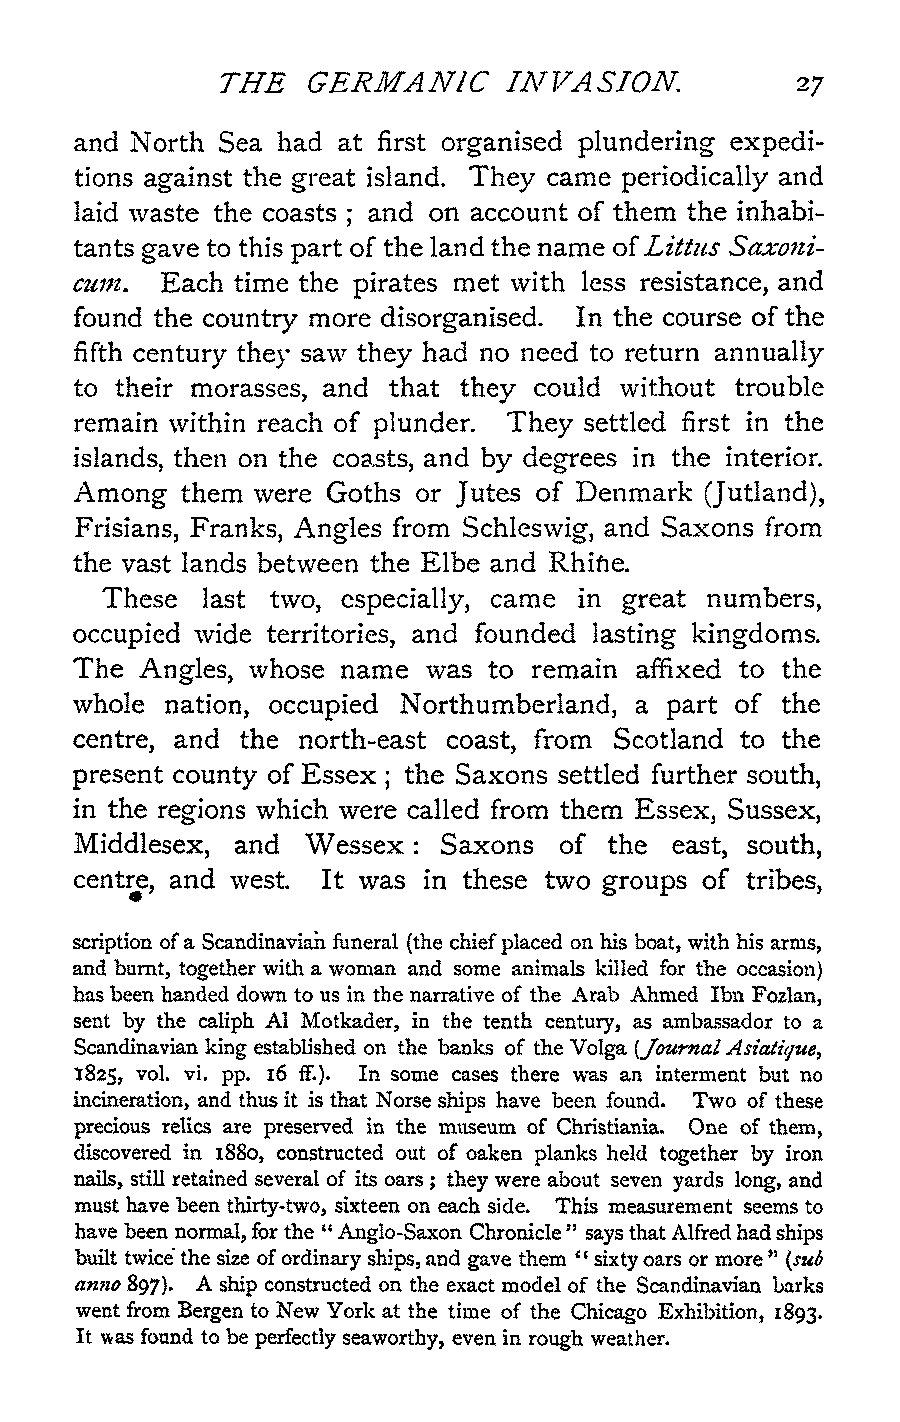 THE GERMANIC INVASION. 27
and North Sea had at first organised plundering expedi-
tions against the great island. They came periodically and
laid waste the coasts ; and on account of them the inhabi-
tants gave to this part of the land the name of Littus Saxoni-
cum. Each time the pirates met with less resistance, and
found the country more disorganised. In the course of the
fifth century they saw they had no need to return annually
to their morasses, and that they could without trouble
remain within reach of plunder. They settled first in the
islands, then on the coasts, and by degrees in the interior.
Among them were Goths or Jutes of Denmark (Jutland),
Frisians, Franks, Angles from Schleswig, and Saxons from
the vast lands between the Elbe and Rhine.
These last two, especially, came in great numbers,
occupied wide territories, and founded lasting kingdoms.
The Angles, whose name was to remain affixed to the
whole nation, occupied Northumberland, a part of the
centre, and the north-east coast, from Scotland to the
present county of Essex ; the Saxons settled further south,
in the regions which were called from them Essex, Sussex,
Middlesex, and Wessex : Saxons of the east, south,
centre, and west. It was in these two groups of tribes,
scription of a Scandinavian funeral (the chief placed on his boat, with his arms,
and burnt, together with a woman and some animals killed for the occasion)
has been handed down to us in the narrative of the Arab Ahmed Ibn Fozlan,
sent by the caliph Al Motkader, in the tenth century, as ambassador to a
Scandinavian king established on the banks of the Volga (Journal Asiatique,
1825, vol. vi. pp. 16 ff.). In some cases there was an interment but no
incineration, and thus it is that Norse ships have been found. Two of these
precious relics are preserved in the museum of Christiania. One of them,
discovered in 1880, constructed out of oaken planks held together by iron
nails, still retained several of its oars ; they were about seven yards long, and
must have been thirty-two, sixteen on each side. This measurement seems to
have been normal, for the "Anglo-Saxon Chronicle" says that Alfred had ships
built twice the size of ordinary ships, and gave them "sixty oars or more" (sub
anno 897). A ship constructed on the exact model of the Scandinavian barks
went from Bergen to New York at the time of the Chicago Exhibition, 1893.
It was found to be perfectly seaworthy, even in rough weather.